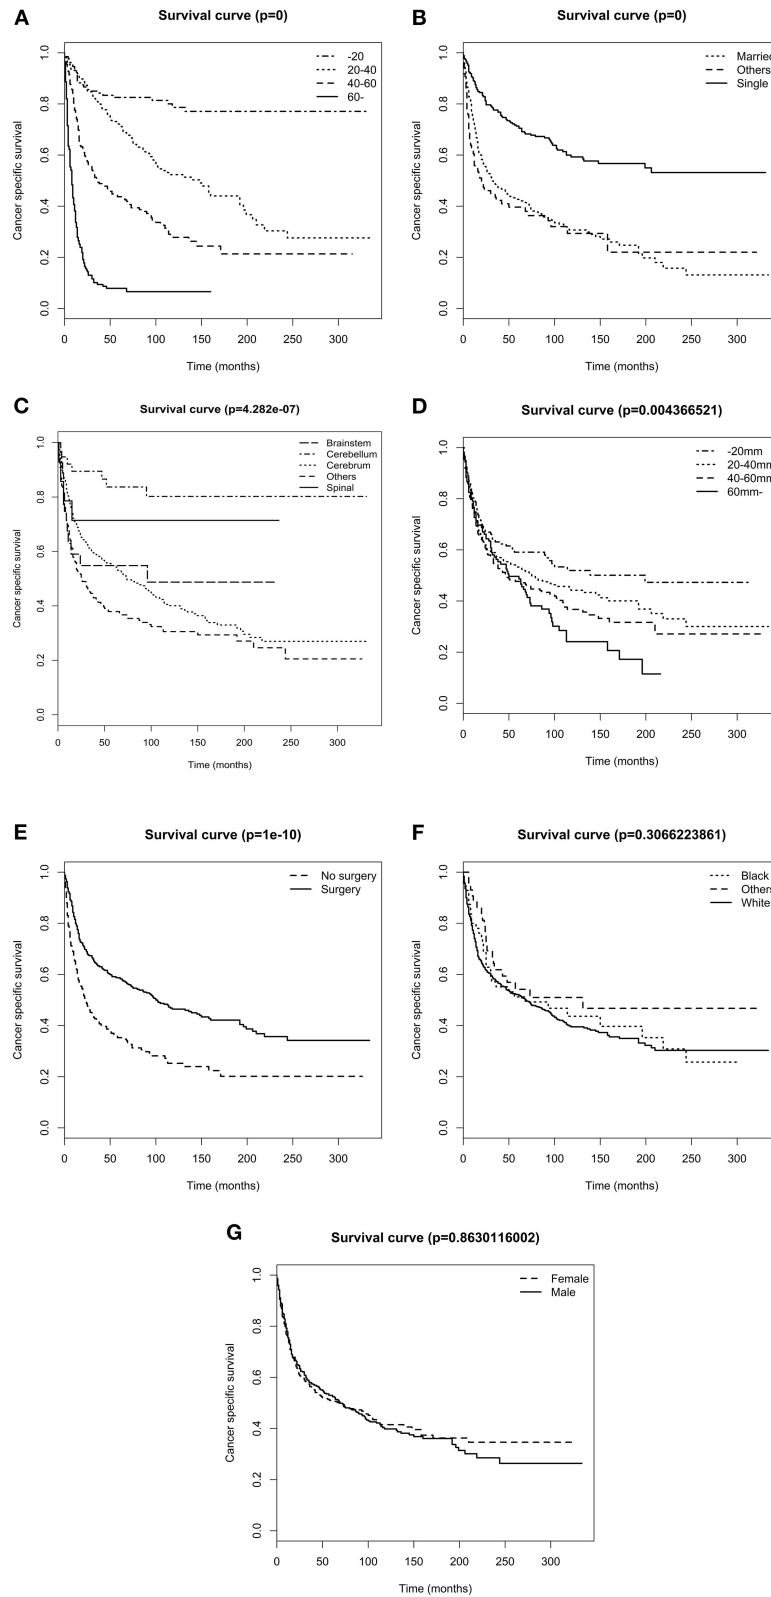 A
Survival curve (p=0)
-20
20-40
40-60
60-
Cancer specific survival
0.0 0.2 0.4 0.6 0.8 1.0
0 50 100 150 200 250 300
Time (months)
B
Survival curve (p=0)
Married
Others
Single
Cancer specific survival
0.0 0.2 0.4 0.6 0.8 1.0
0 50 100 150 200 250 300
Time (months)
C
Survival curve (p=4.282e-07)
Brainstem
Cerebellum
Cerebrum
Others
Spinal
Cancer specific survival
0.0 0.2 0.4 0.6 0.8 1.0
0 50 100 150 200 250 300
Time (months)
D
Survival curve (p=0.004366521)
-20mm
20-40mm
40-60mm
60mm-
Cancer specific survival
0.0 0.2 0.4 0.6 0.8 1.0
0 50 100 150 200 250 300
Time (months)
E
Survival curve (p=1e-10)
No surgery
Surgery
Cancer specific survival
0.0 0.2 0.4 0.6 0.8 1.0
0 50 100 150 200 250 300
Time (months)
F
Survival curve (p=0.3066223861)
Black
Others
White
Cancer specific survival
0.0 0.2 0.4 0.6 0.8 1.0
0 50 100 150 200 250 300
Time (months)
G
Survival curve (p=0.8630116002)
Female
Male
Cancer specific survival
0.0 0.2 0.4 0.6 0.8 1.0
0 50 100 150 200 250 300
Time (months)